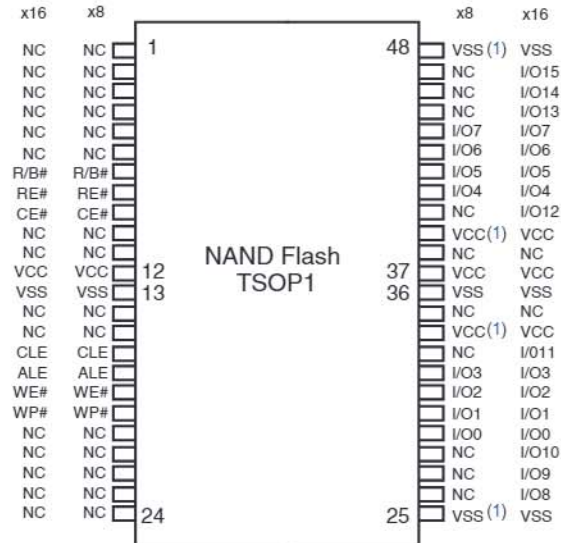 x16 x8 x8 x16
NC NC 1 48 VSS (1) VSS
NC NC NC I/O15
NC NC NC I/O14
NC NC NC I/O13
NC NC I/O7 I/O7
NC NC I/O6 I/O6
R/B# R/B# I/O5 I/O5
RE# RE# I/O4 I/O4
CE# CE# NC I/O12
NC NC VCC(1) VCC
NC NC NC NC
VCC VCC 12 NAND Flash 37 VCC VCC
VSS VSS 13 TSOP1 36 VSS VSS
NC NC NC NC
NC NC VCC(1) VCC
CLE CLE NC I/011
ALE ALE I/O3 I/O3
WE# WE# I/O2 I/O2
WP# WP# I/O1 I/O1
NC NC I/O0 I/O0
NC NC NC I/O10
NC NC NC I/O9
NC NC NC I/O8
NC NC 24 25 VSS (1) VSS